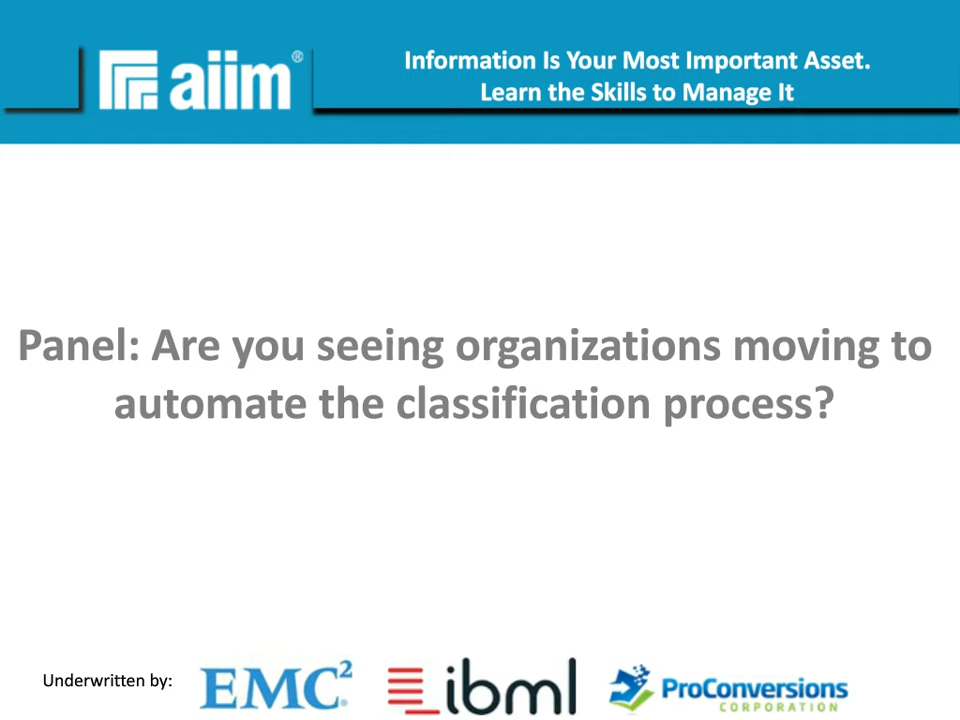 aiim®
Information Is Your Most Important Asset.
Learn the Skills to Manage It
Panel: Are you seeing organizations moving to
automate the classification process?
Underwritten by:
EMC²®
ibml
ProConversions
CORPORATION